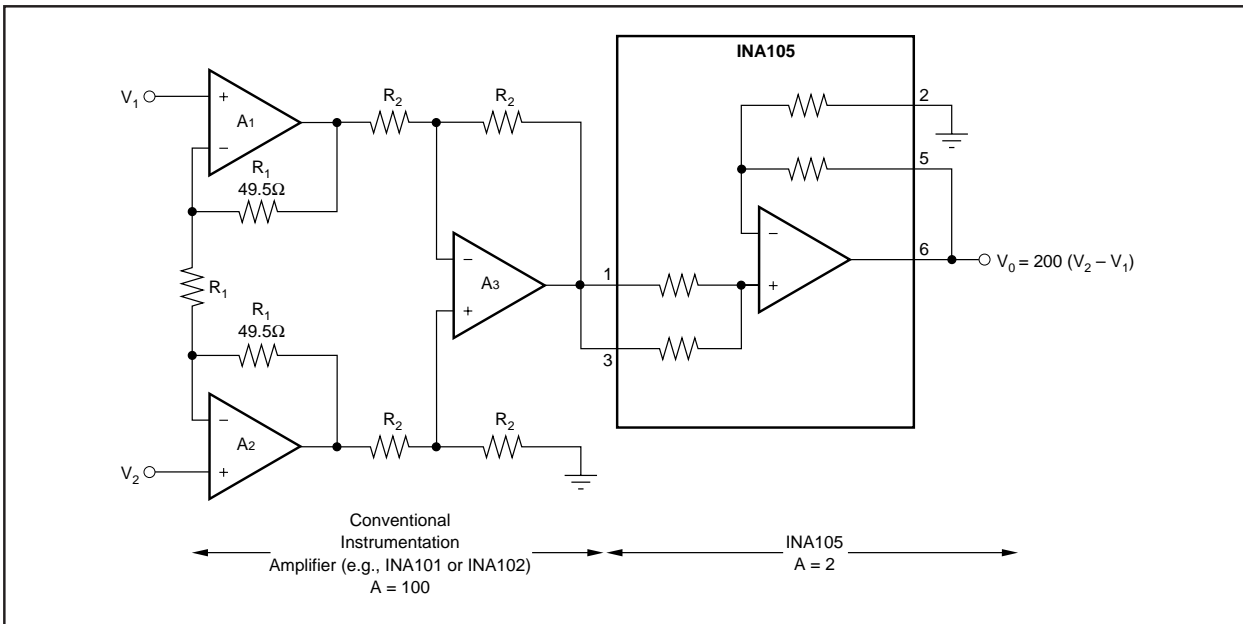 INA105
V1
+
A1
–
R2
R2
2
5
R1
49.5Ω
–
+
6
V0 = 200 (V2 – V1)
R1
–
A3
+
1
3
R1
49.5Ω
–
A2
+
V2
R2
R2
Conventional
Instrumentation
Amplifier (e.g., INA101 or INA102)
A = 100
INA105
A = 2